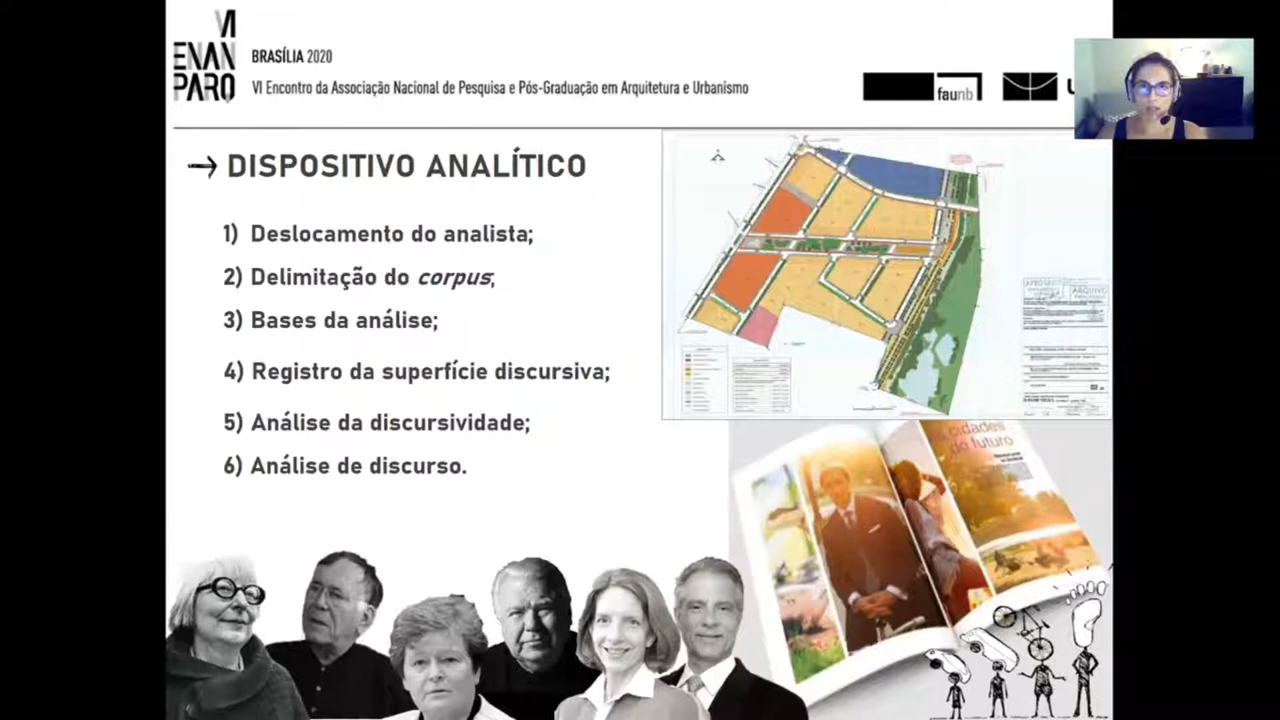 VI
ENAN
PARQ
BRASÍLIA 2020
VI Encontro da Associação Nacional de Pesquisa e Pós-Graduação em Arquitetura e Urbanismo
faunb
U
→ DISPOSITIVO ANALÍTICO
1) Deslocamento do analista;
2) Delimitação do corpus;
3) Bases da análise;
4) Registro da superfície discursiva;
5) Análise da discursividade;
6) Análise de discurso.
ARQUIVO
cidades
do futuro